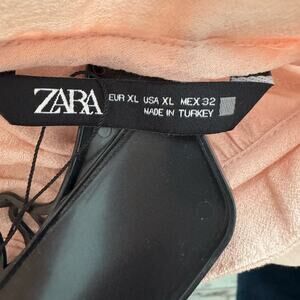 ZARA
EUR XL USA XL MEX 32
MADE IN TURKEY